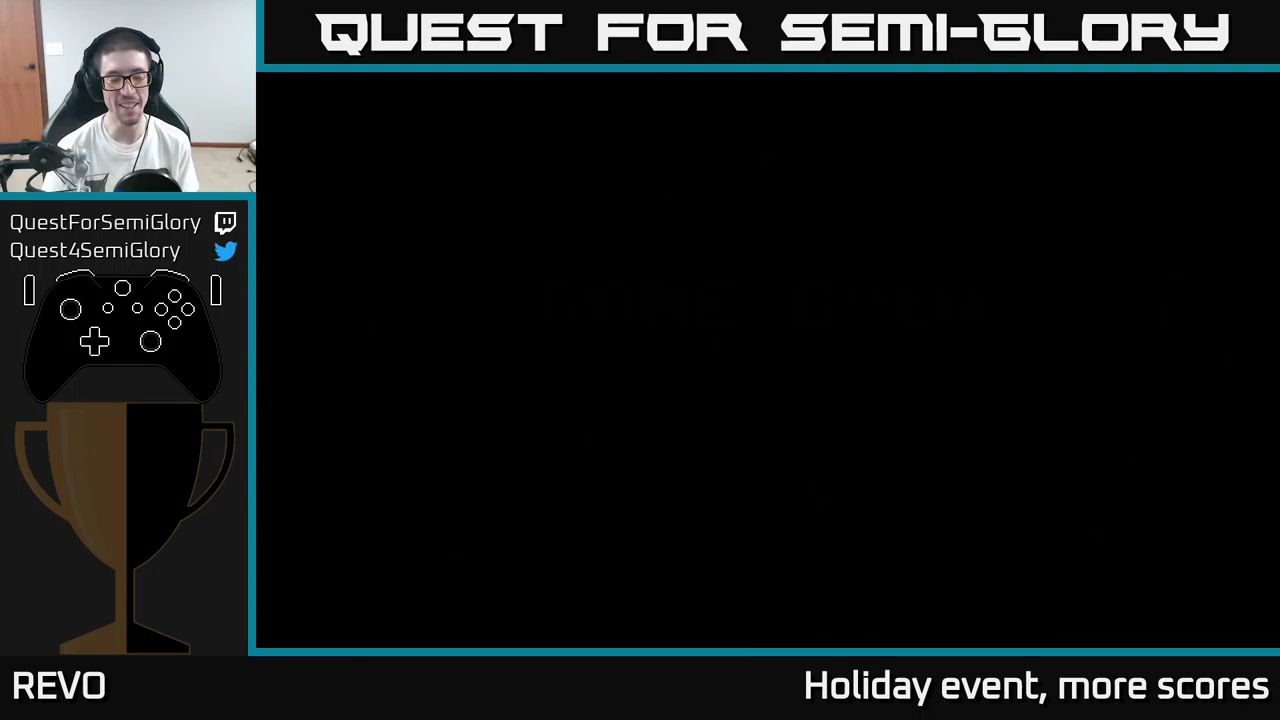 QUEST FOR SEMI-GLORY
QuestForSemiGlory
Quest4SemiGlory
REVO
Holiday event, more scores